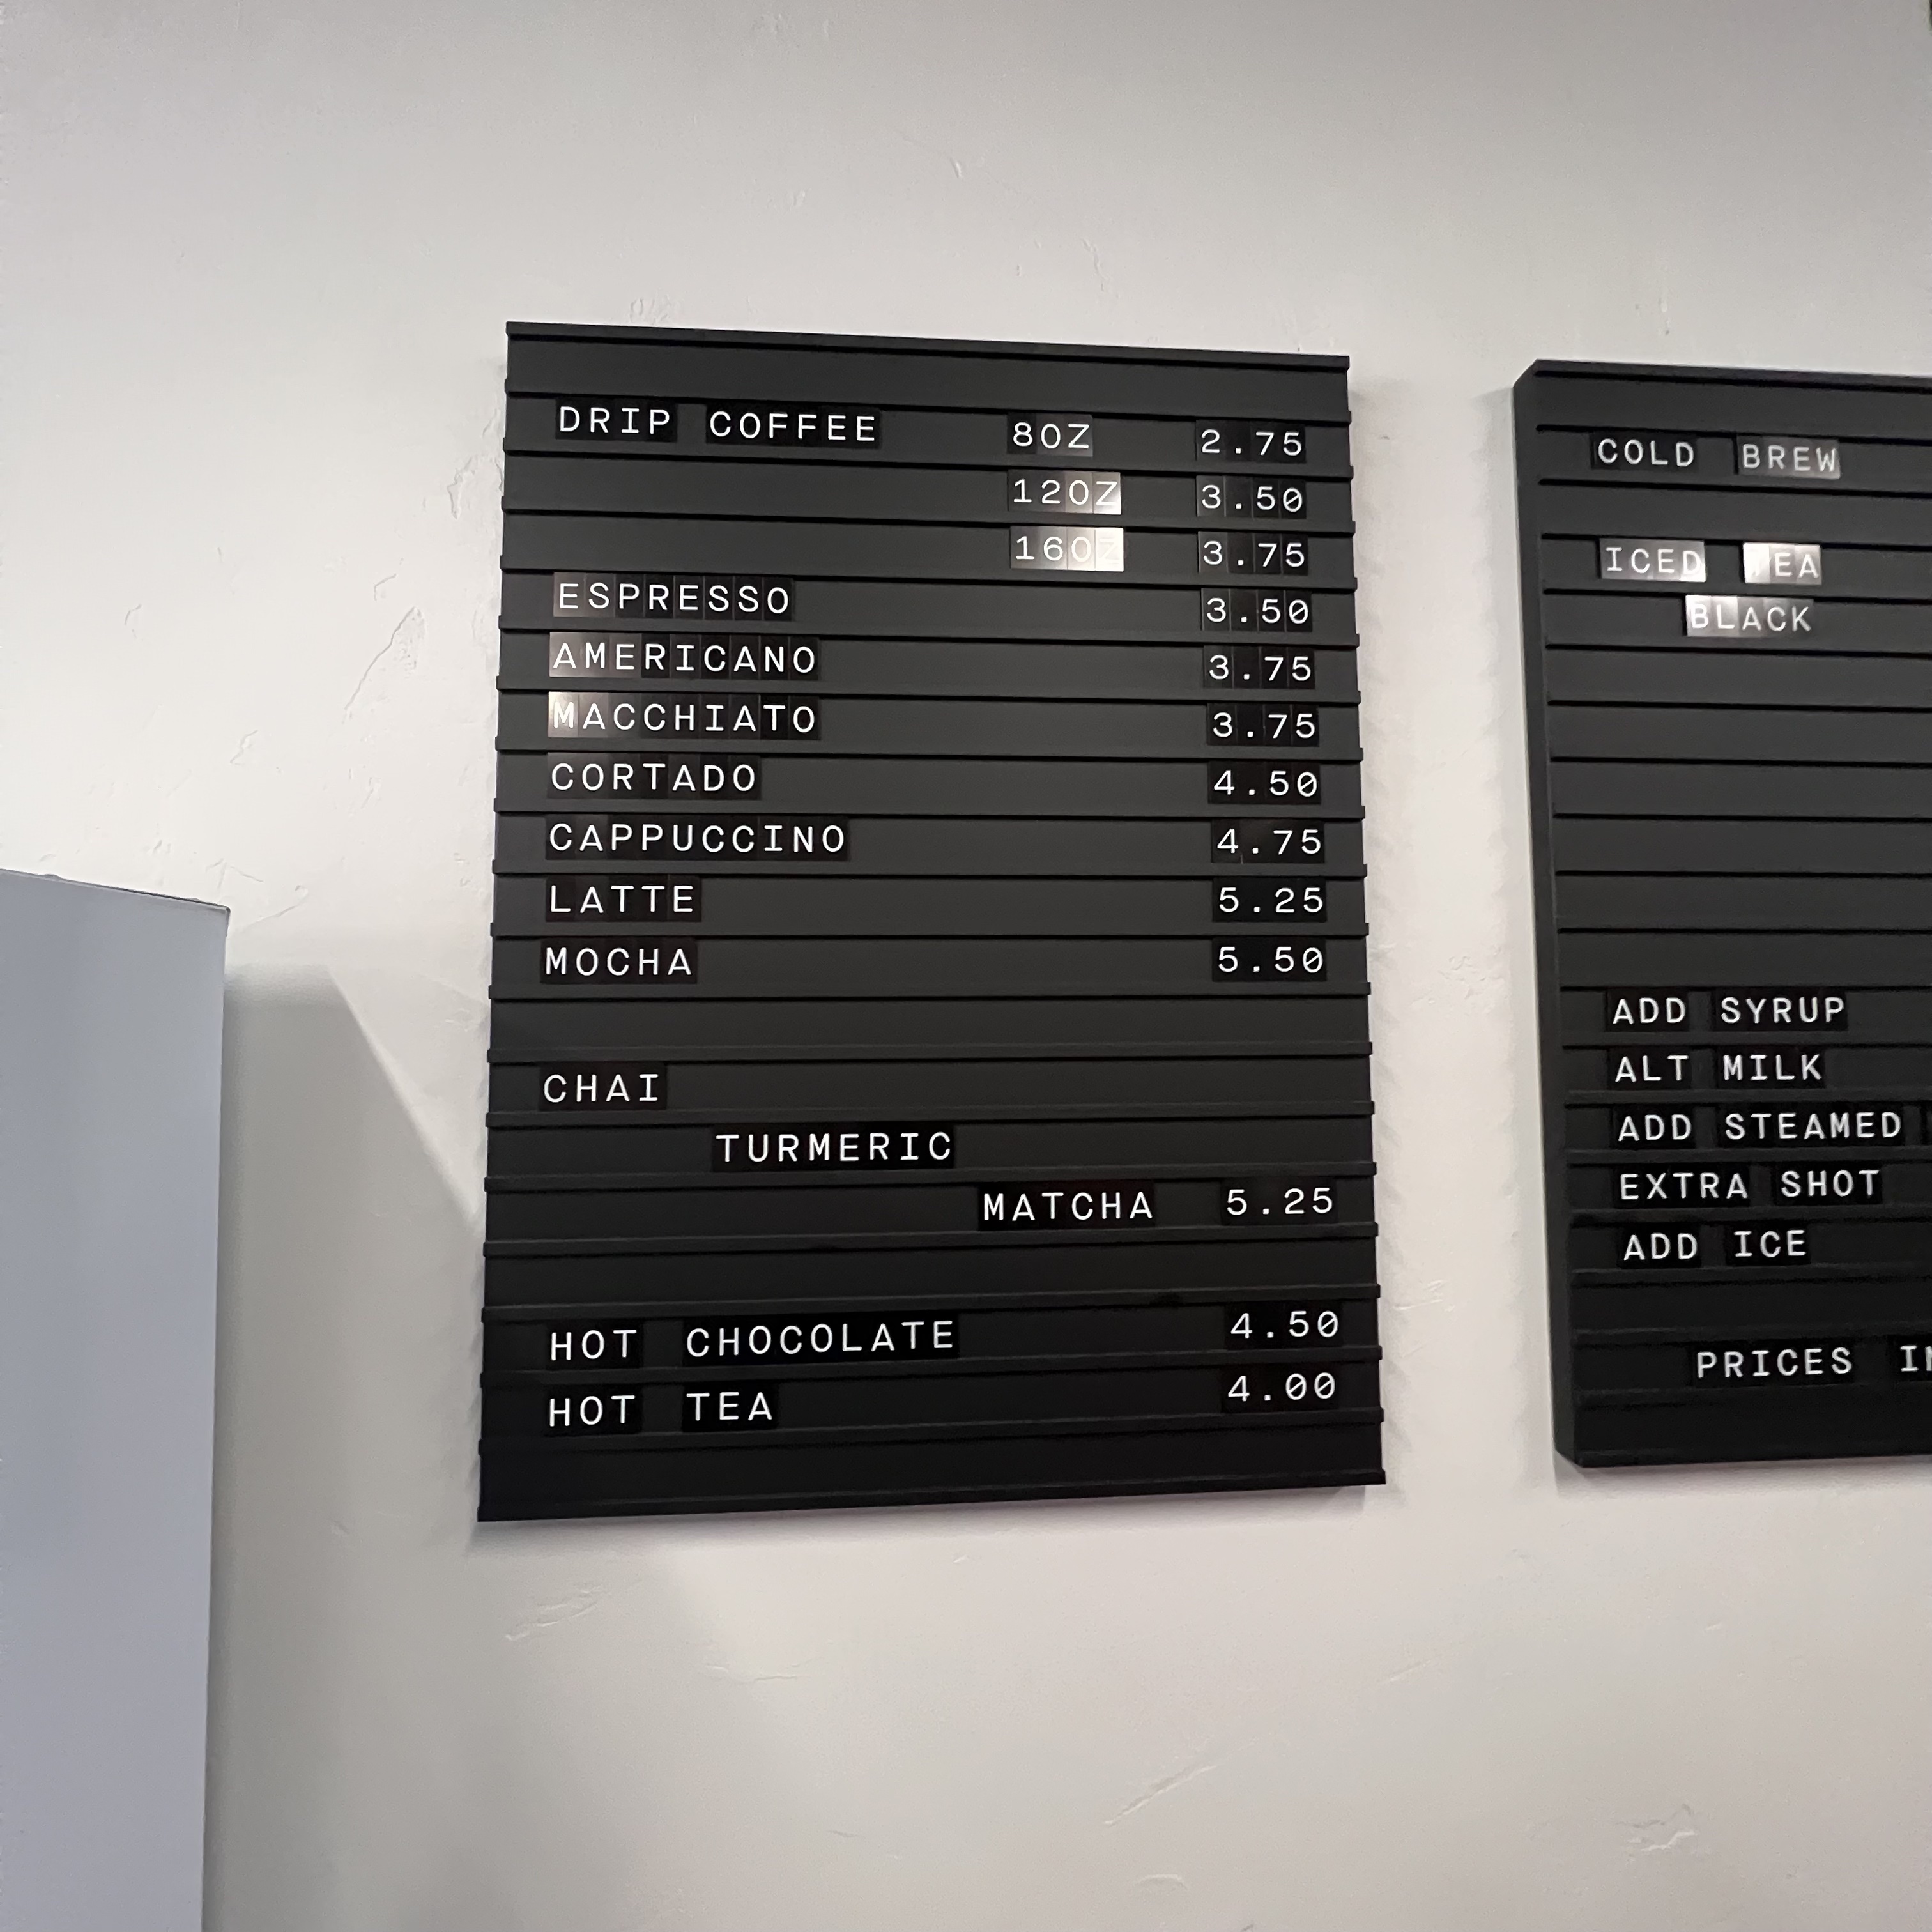 DRIP COFFEE 8OZ 2.75
12OZ 3.50
16OZ 3.75
ESPRESSO 3.50
AMERICANO 3.75
MACCHIATO 3.75
CORTADO 4.50
CAPPUCCINO 4.75
LATTE 5.25
MOCHA 5.50
CHAI
TURMERIC
MATCHA 5.25
HOT CHOCOLATE 4.50
HOT TEA 4.00
COLD BREW
ICED TEA
BLACK
ADD SYRUP
ALT MILK
ADD STEAMED
EXTRA SHOT
ADD ICE
PRICES